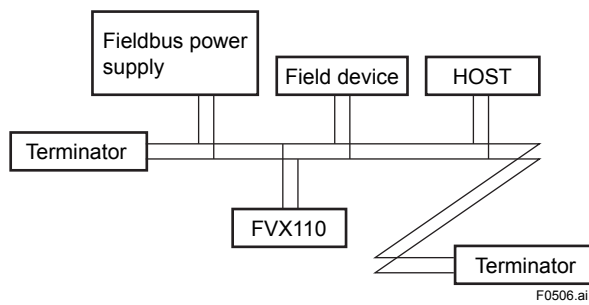 Fieldbus power
supply
Field device
HOST
Terminator
FVX110
Terminator
F0506.ai